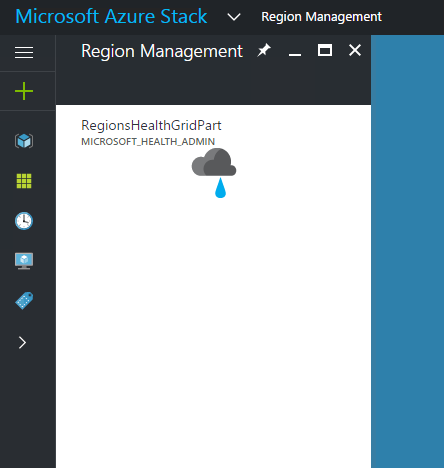 Microsoft Azure Stack Region Management
Region Management
RegionsHealthGridPart
MICROSOFT_HEALTH_ADMIN